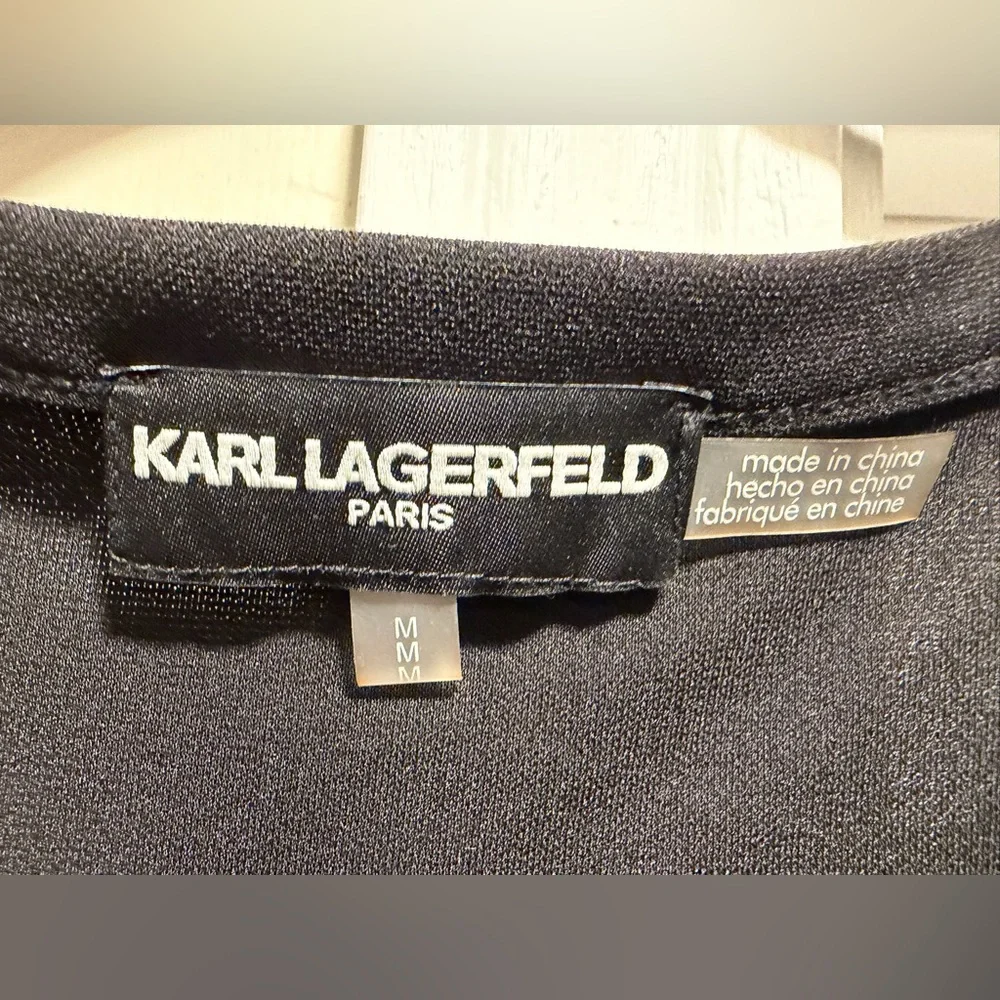 KARL LAGERFELD
PARIS
made in china
hecho en china
fabriqué en chine
M
M
M